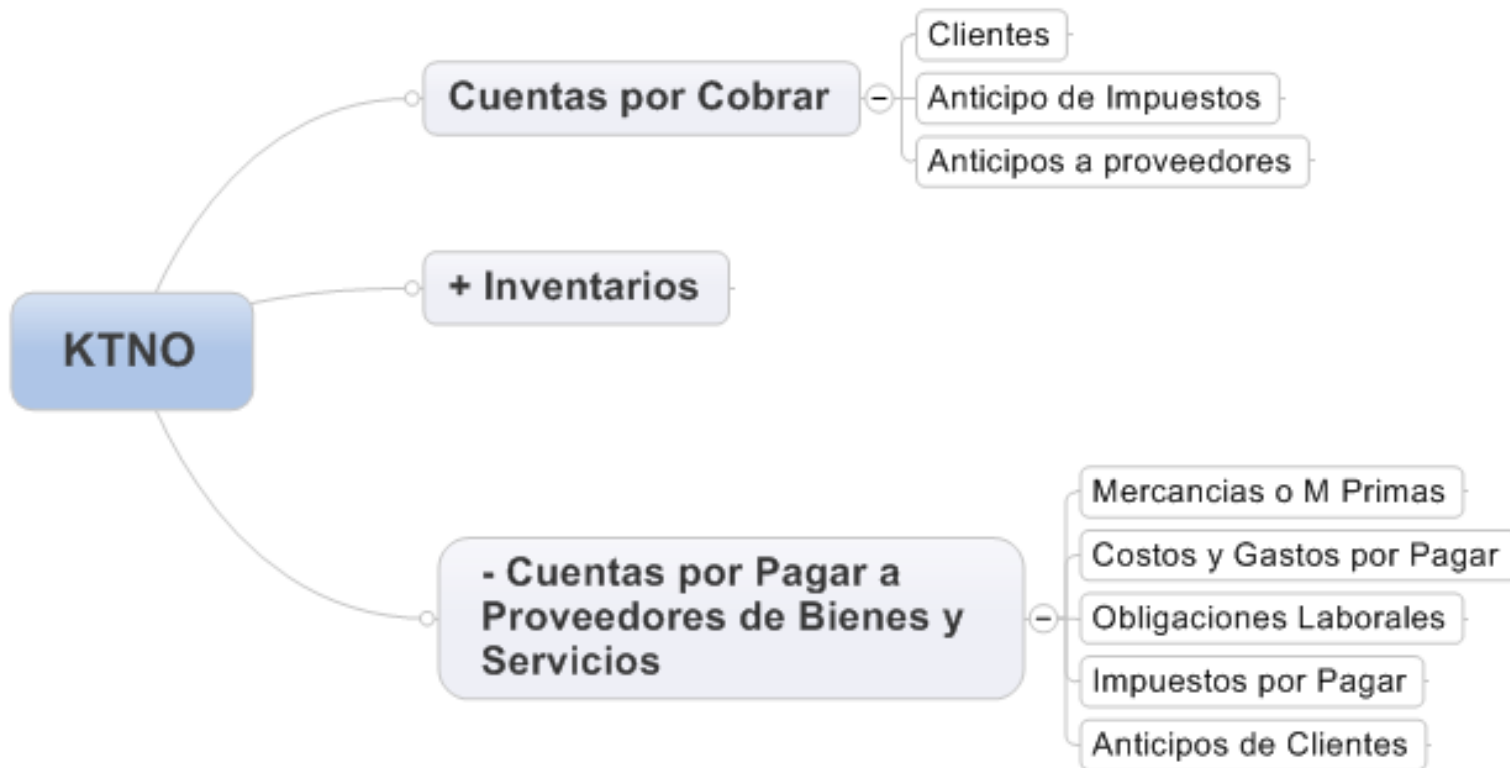 KTNO
Cuentas por Cobrar
Clientes
Anticipo de Impuestos
Anticipos a proveedores
+ Inventarios
- Cuentas por Pagar a
Proveedores de Bienes y
Servicios
Mercancias o M Primas
Costos y Gastos por Pagar
Obligaciones Laborales
Impuestos por Pagar
Anticipos de Clientes